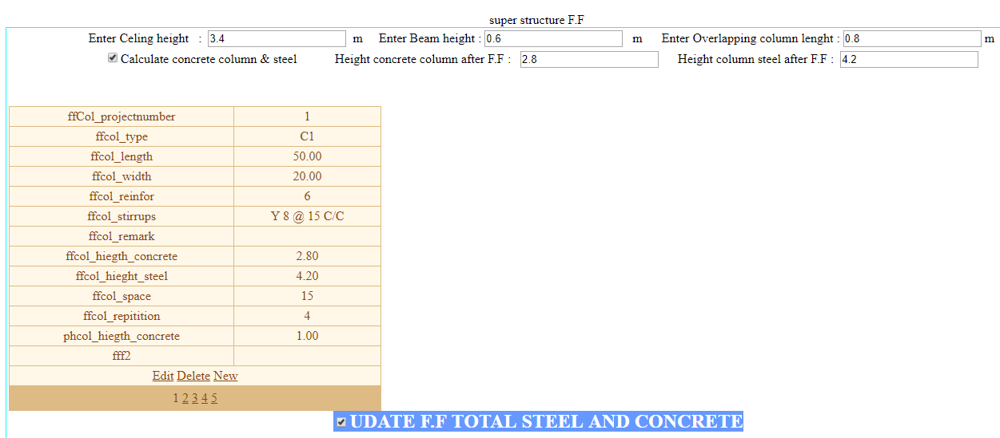 super structure F.F
Enter Celing height : 3.4 m Enter Beam height : 0.6 m Enter Overlapping column lenght : 0.8 m
Calculate concrete column & steel Height concrete column after F.F : 2.8 Height column steel after F.F : 4.2
ffCol_projectnumber 1
ffcol_type C1
ffcol_length 50.00
ffcol_width 20.00
ffcol_reinfor 6
ffcol_stirrups Y 8 @ 15 C/C
ffcol_remark
ffcol_hiegth_concrete 2.80
ffcol_hieght_steel 4.20
ffcol_space 15
ffcol_repitition 4
phcol_hiegth_concrete 1.00
fff2
Edit Delete New
1 2 3 4 5
UDATE F.F TOTAL STEEL AND CONCRETE